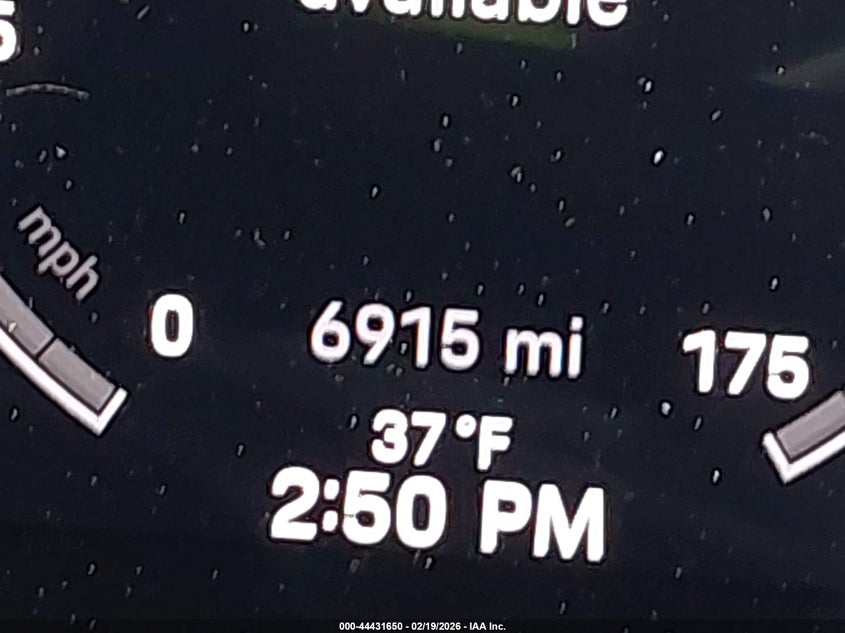 available
mph
0
6915 mi
175
37°F
2:50 PM
000-44431650 - 02/19/2026 - IAA Inc.